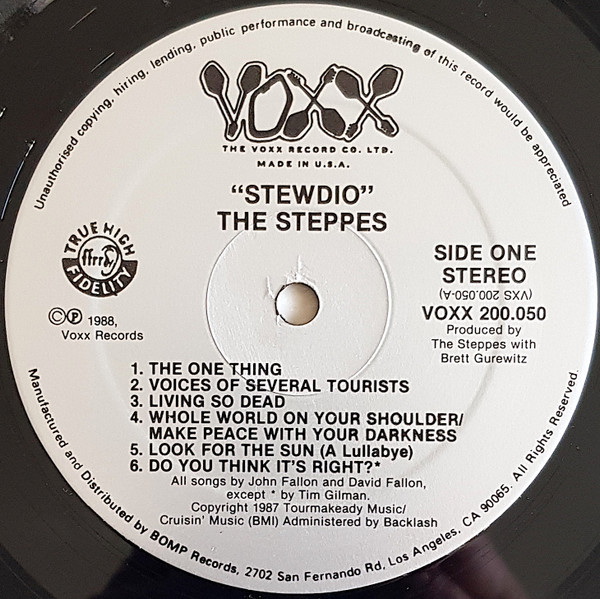 Unauthorised copying, hiring, lending, public performance and broadcasting of this record would be appreciated
VOXX
THE VOXX RECORD CO. LTD.
MADE IN U.S.A.
“STEWDIO”
THE STEPPES
TRUE HIGH
ffrrs
FIDELITY
SIDE ONE
STEREO
(VXS 200.050-A)
VOXX 200.050
Produced by
The Steppes with
Brett Gurewitz
©℗ 1988,
Voxx Records
1. THE ONE THING
2. VOICES OF SEVERAL TOURISTS
3. LIVING SO DEAD
4. WHOLE WORLD ON YOUR SHOULDER/
MAKE PEACE WITH YOUR DARKNESS
5. LOOK FOR THE SUN (A Lullabye)
6. DO YOU THINK IT'S RIGHT?*
All songs by John Fallon and David Fallon,
except * by Tim Gilman.
Copyright 1987 Tourmakeady Music/
Cruisin' Music (BMI) Administered by Backlash
Manufactured and Distributed by BOMP Records, 2702 San Fernando Rd, Los Angeles, CA 90065. All Rights Reserved.